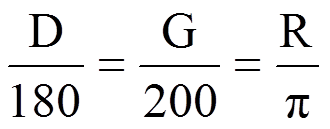 D/180 = G/200 = R/π